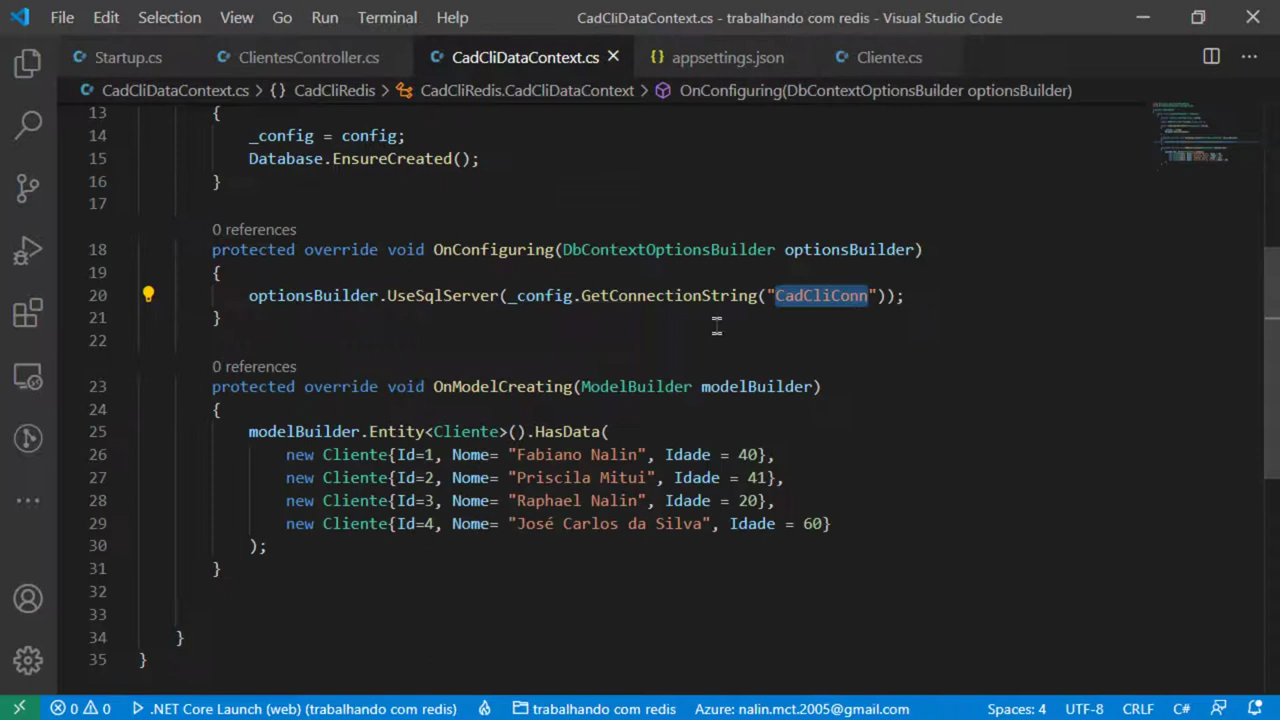 File Edit Selection View Go Run Terminal Help CadCliDataContext.cs - trabalhando com redis - Visual Studio Code
Startup.cs ClientesController.cs CadCliDataContext.cs appsettings.json Cliente.cs
CadCliDataContext.cs > {} CadCliRedis > CadCliRedis.CadCliDataContext > OnConfiguring(DbContextOptionsBuilder optionsBuilder)
13 {
14 _config = config;
15 Database.EnsureCreated();
16 }
17
0 references
18 protected override void OnConfiguring(DbContextOptionsBuilder optionsBuilder)
19 {
20 optionsBuilder.UseSqlServer(_config.GetConnectionString("CadCliConn"));
21 }
22
0 references
23 protected override void OnModelCreating(ModelBuilder modelBuilder)
24 {
25 modelBuilder.Entity<Cliente>().HasData(
26 new Cliente{Id=1, Nome= "Fabiano Nalin", Idade = 40},
27 new Cliente{Id=2, Nome= "Priscila Mitui", Idade = 41},
28 new Cliente{Id=3, Nome= "Raphael Nalin", Idade = 20},
29 new Cliente{Id=4, Nome= "José Carlos da Silva", Idade = 60}
30 );
31 }
32
33
34 }
35 }
0 0 .NET Core Launch (web) (trabalhando com redis) trabalhando com redis Azure: nalin.mct.2005@gmail.com Spaces: 4 UTF-8 CRLF C#